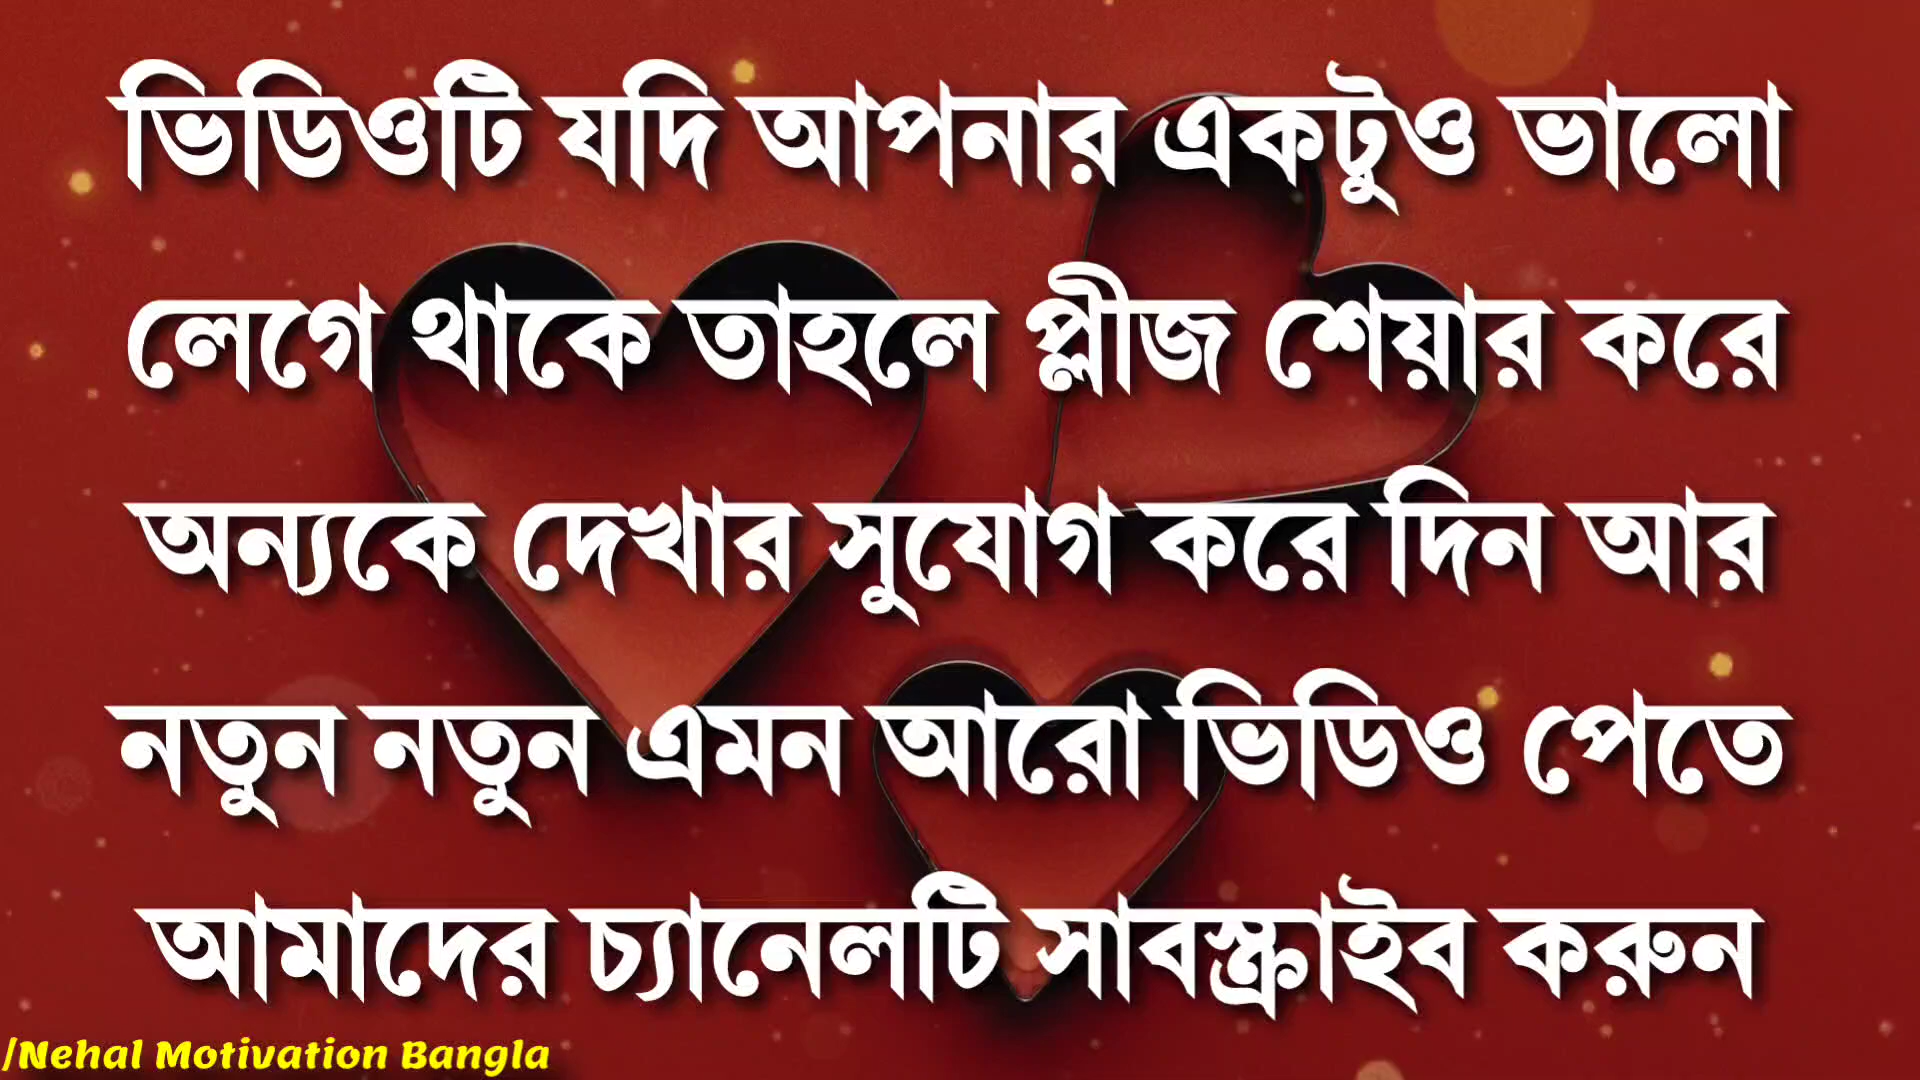 ভিডিওটি যদি আপনার একটুও ভালো
লেগে থাকে তাহলে প্লীজ শেয়ার করে
অন্যকে দেখার সুযোগ করে দিন আর
নতুন নতুন এমন আরো ভিডিও পেতে
আমাদের চ্যানেলটি সাবস্ক্রাইব করুন
/Nehal Motivation Bangla